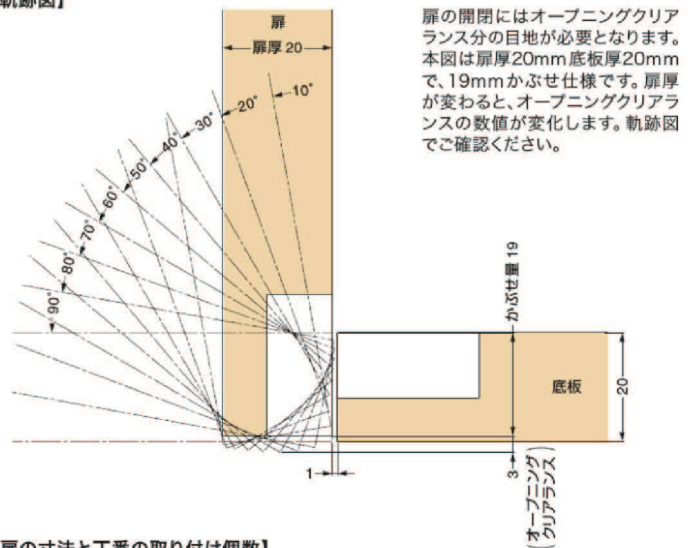 軌跡図】
扉
扉厚 20
扉の開閉にはオープニングクリア
ランス分の目地が必要となります。
本図は扉厚20mm底板厚20mm
で、19mmかぶせ仕様です。扉厚
が変わると、オープニングクリアラ
ンスの数値が変化します。軌跡図
でご確認ください。
10°
20°
30°
40°
50°
60°
70°
80°
90°
かぶせ量 19
底板
20
1
3
(オープニング
クリアランス)
扉の寸法と丁番の取り付け個数】